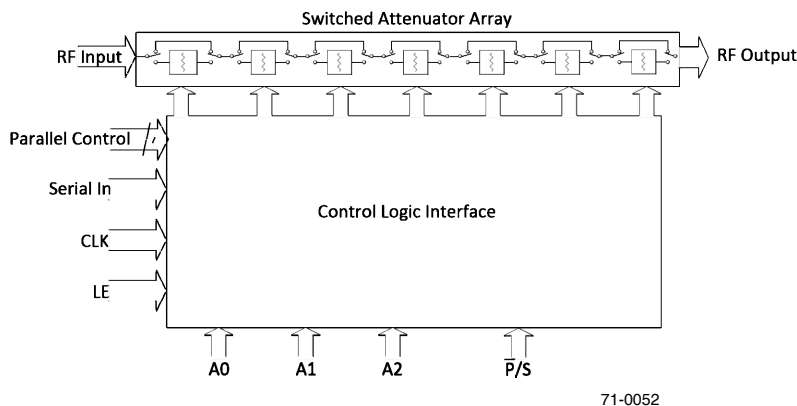 Switched Attenuator Array
RF Input
RF Output
Parallel Control
Serial In
CLK
LE
Control Logic Interface
A0
A1
A2
P̅/S
71-0052